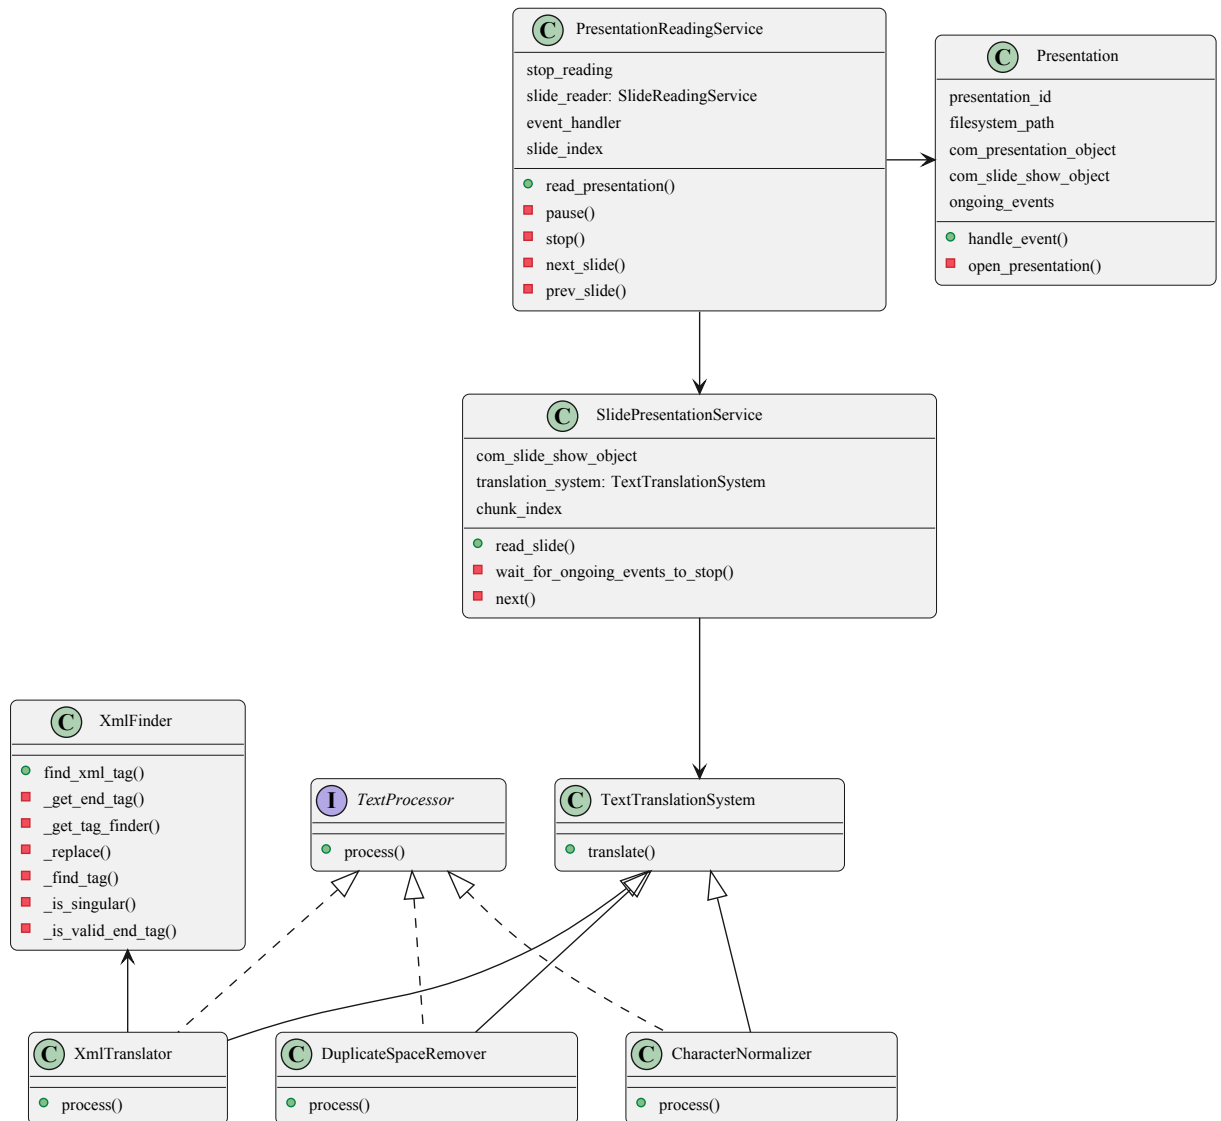 C PresentationReadingService
stop_reading
slide_reader: SlideReadingService
event_handler
slide_index
read_presentation()
pause()
stop()
next_slide()
prev_slide()
C Presentation
presentation_id
filesystem_path
com_presentation_object
com_slide_show_object
ongoing_events
handle_event()
open_presentation()
C SlidePresentationService
com_slide_show_object
translation_system: TextTranslationSystem
chunk_index
read_slide()
wait_for_ongoing_events_to_stop()
next()
C XmlFinder
find_xml_tag()
_get_end_tag()
_get_tag_finder()
_replace()
_find_tag()
_is_singular()
_is_valid_end_tag()
I TextProcessor
process()
C TextTranslationSystem
translate()
C XmlTranslator
process()
C DuplicateSpaceRemover
process()
C CharacterNormalizer
process()